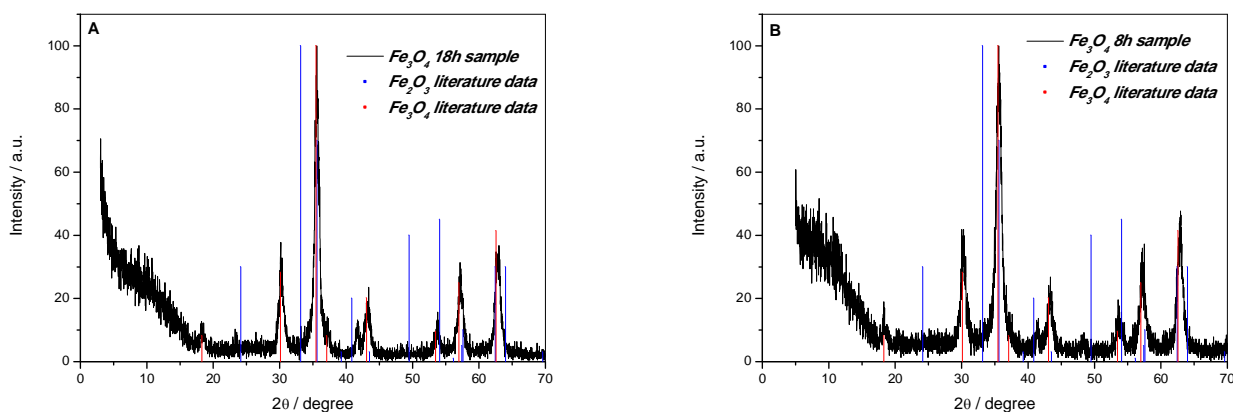 A
Fe₃O₄ 18h sample
Fe₂O₃ literature data
Fe₃O₄ literature data
Intensity / a.u.
100
80
60
40
20
0
0 10 20 30 40 50 60 70
2θ / degree
B
Fe₃O₄ 8h sample
Fe₂O₃ literature data
Fe₃O₄ literature data
Intensity / a.u.
100
80
60
40
20
0
0 10 20 30 40 50 60 70
2θ / degree